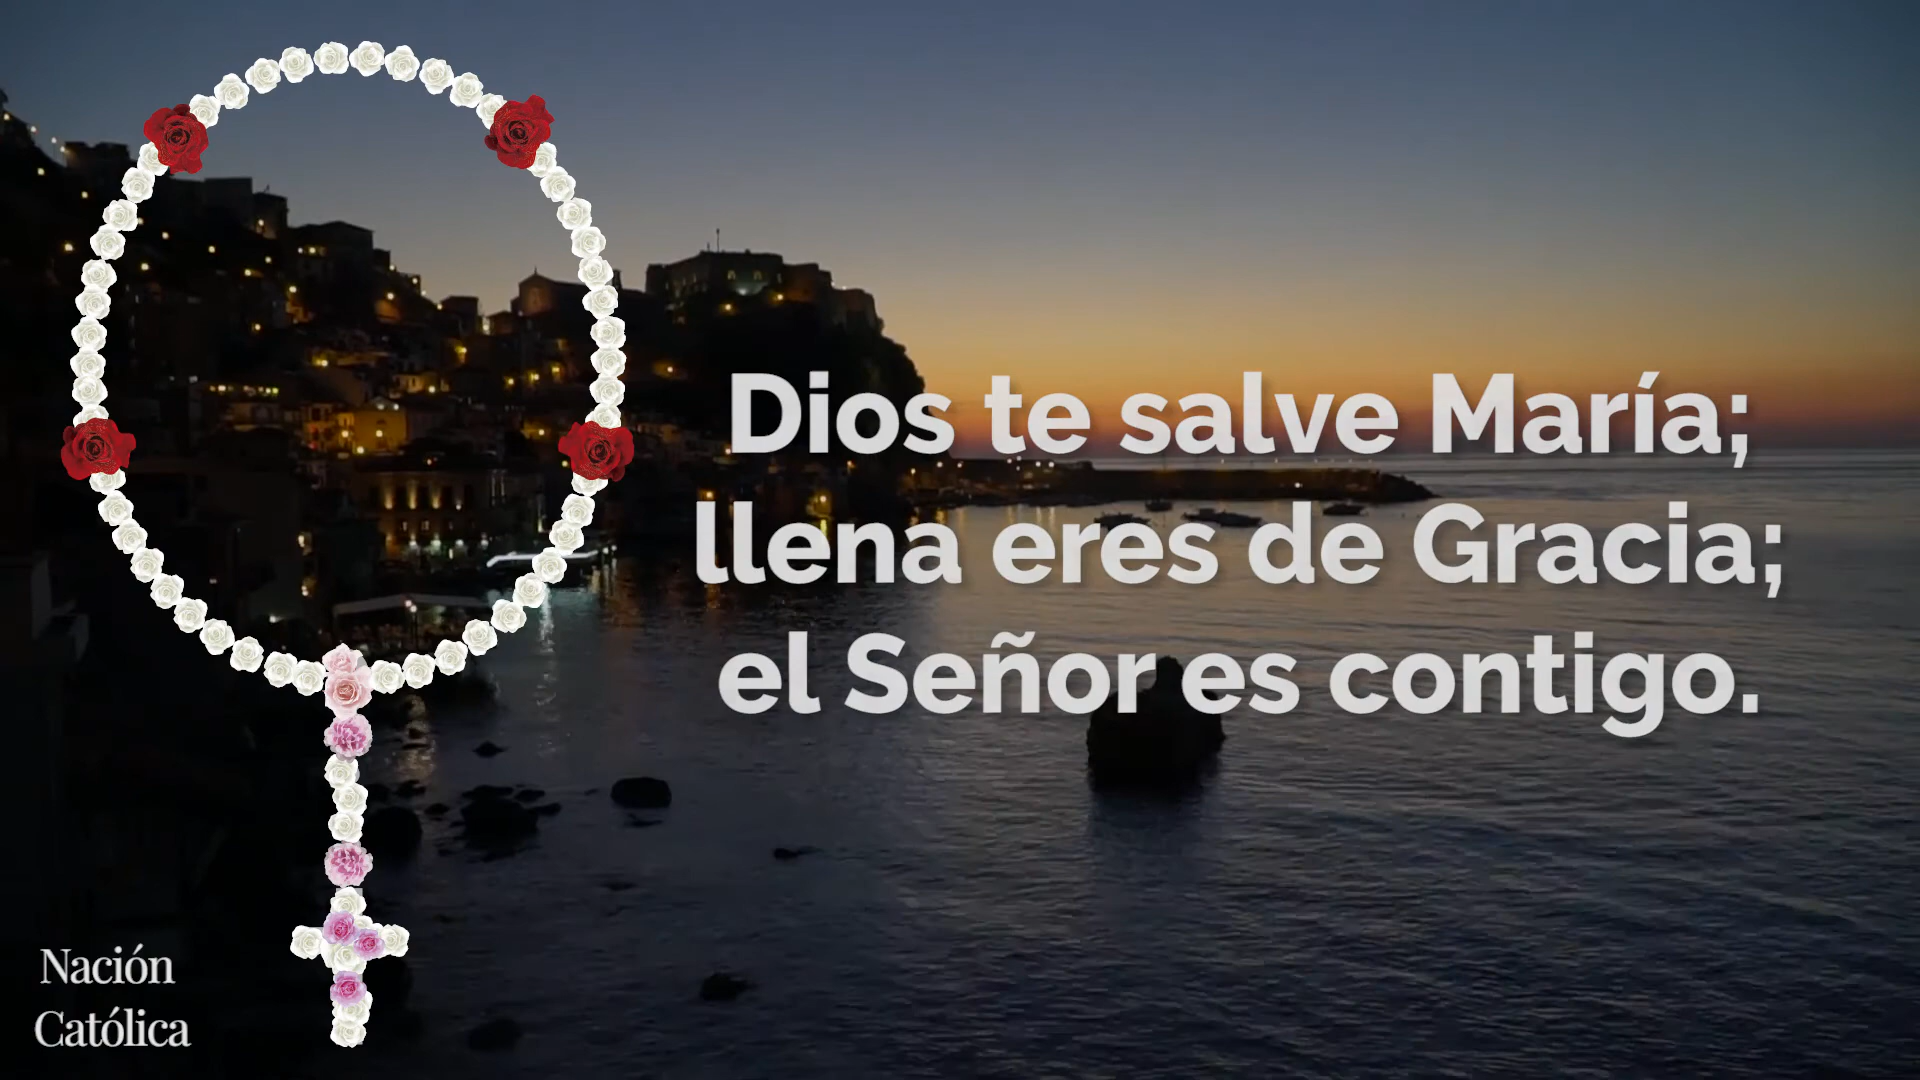 Dios te salve María;
llena eres de Gracia;
el Señor es contigo.
Nación
Católica